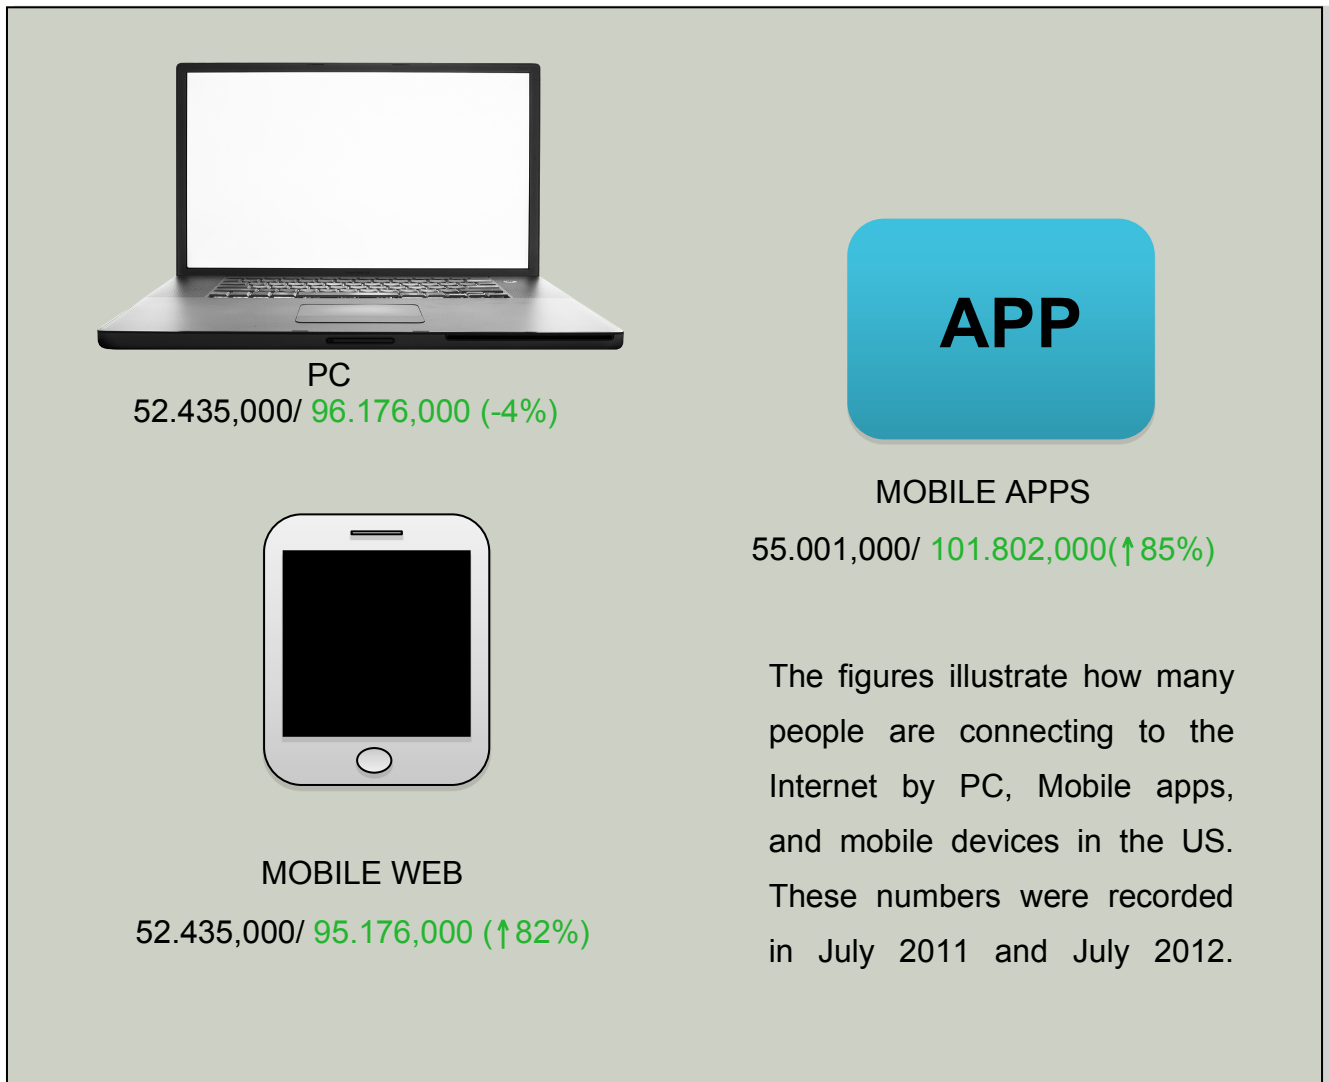 PC
52.435,000/ 96.176,000 (-4%)
APP
MOBILE APPS
55.001,000/ 101.802,000(↑85%)
MOBILE WEB
52.435,000/ 95.176,000 (↑82%)
The figures illustrate how many
people are connecting to the
Internet by PC, Mobile apps,
and mobile devices in the US.
These numbers were recorded
in July 2011 and July 2012.